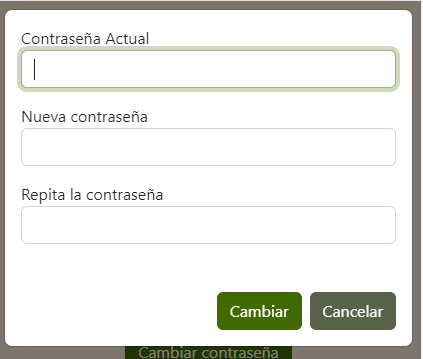 Contraseña Actual
Nueva contraseña
Repita la contraseña
Cambiar Cancelar
Cambiar contraseña